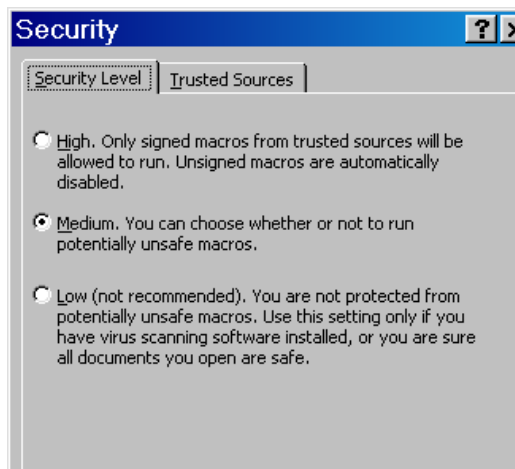 Security
Security Level
Trusted Sources
High. Only signed macros from trusted sources will be
allowed to run. Unsigned macros are automatically
disabled.
Medium. You can choose whether or not to run
potentially unsafe macros.
Low (not recommended). You are not protected from
potentially unsafe macros. Use this setting only if you
have virus scanning software installed, or you are sure
all documents you open are safe.